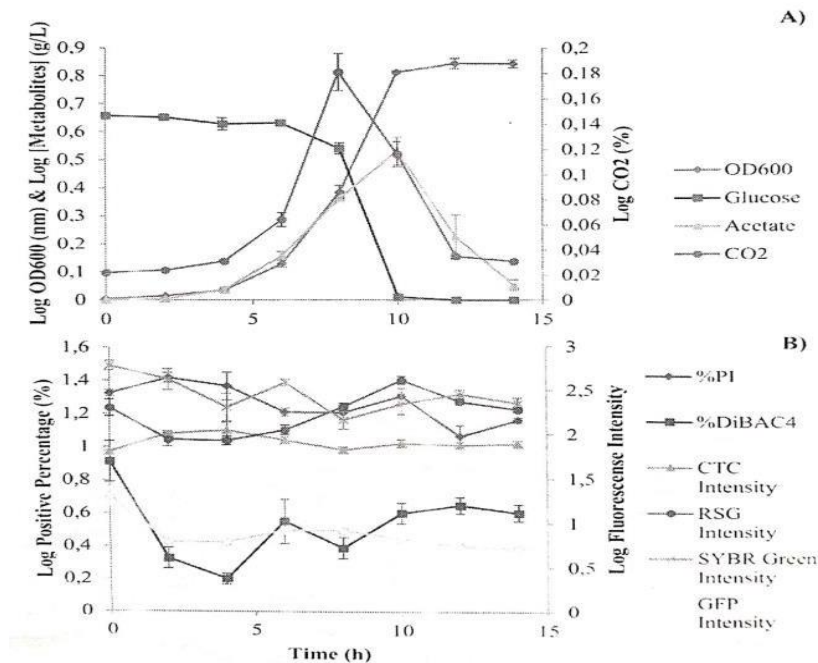 A)
Log OD600 (nm) & Log [Metabolites] (g/L)
0,9
0,8
0,7
0,6
0,5
0,4
0,3
0,2
0,1
0
0
5
10
15
0,2
0,18
0,16
0,14
0,12
0,1
0,08
0,06
0,04
0,02
0
Log CO2 (%)
OD600
Glucose
Acetate
CO2
B)
Log Positive Percentage (%)
1,6
1,4
1,2
1
0,8
0,6
0,4
0,2
0
0
5
10
15
Time (h)
3
2,5
2
1,5
1
0,5
0
Log Fluorescense Intensity
%PI
%DiBAC4
CTC
Intensity
RSG
Intensity
SYBR Green
Intensity
GFP
Intensity